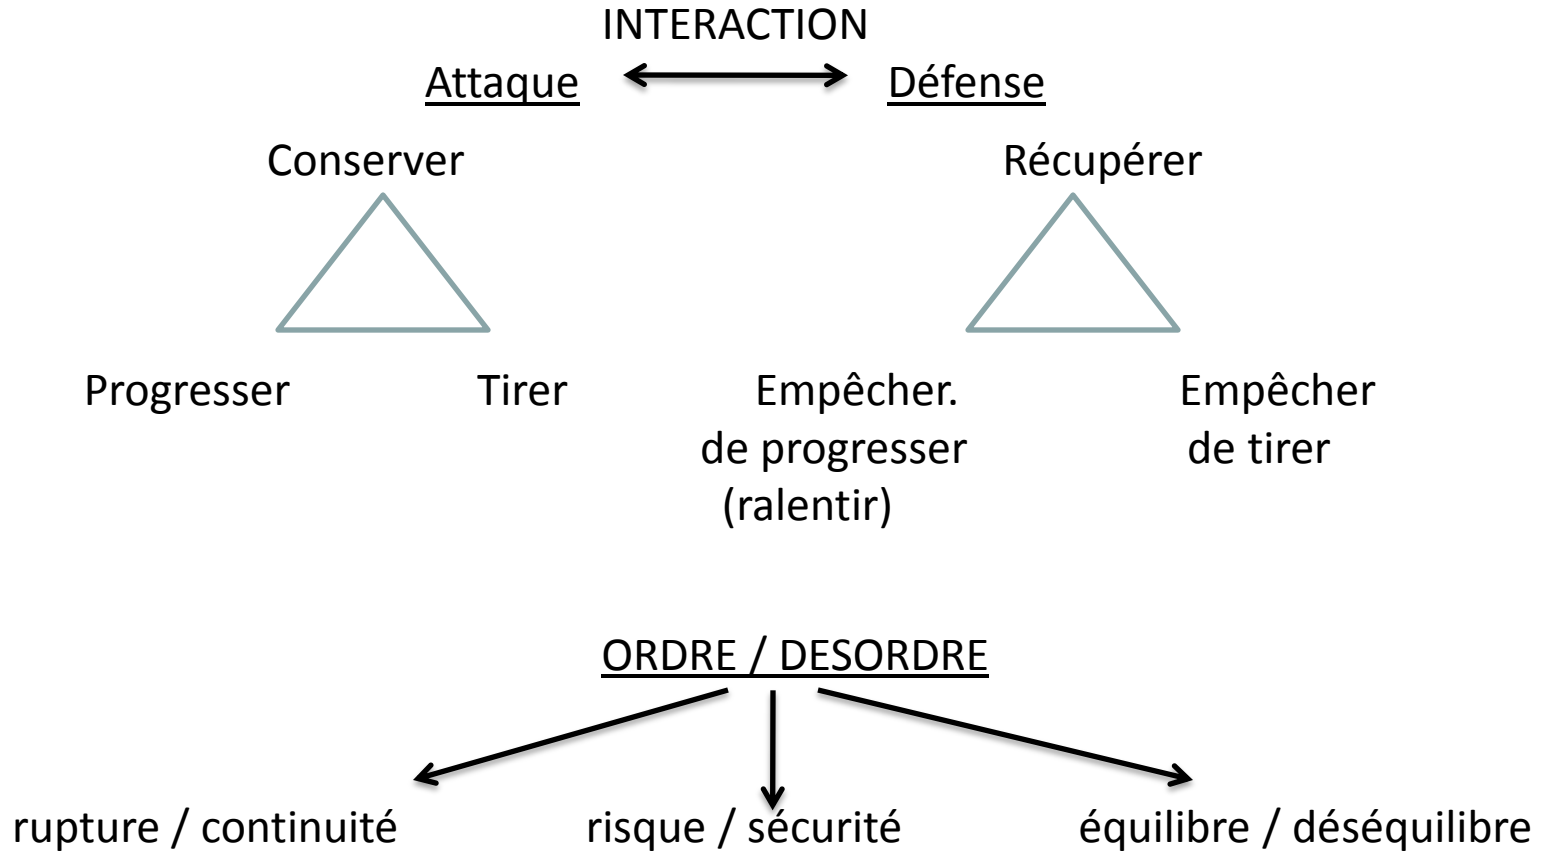 INTERACTION
Attaque Défense
Conserver Récupérer
Progresser Tirer Empêcher. Empêcher
de progresser de tirer
(ralentir)
ORDRE / DESORDRE
rupture / continuité risque / sécurité équilibre / déséquilibre